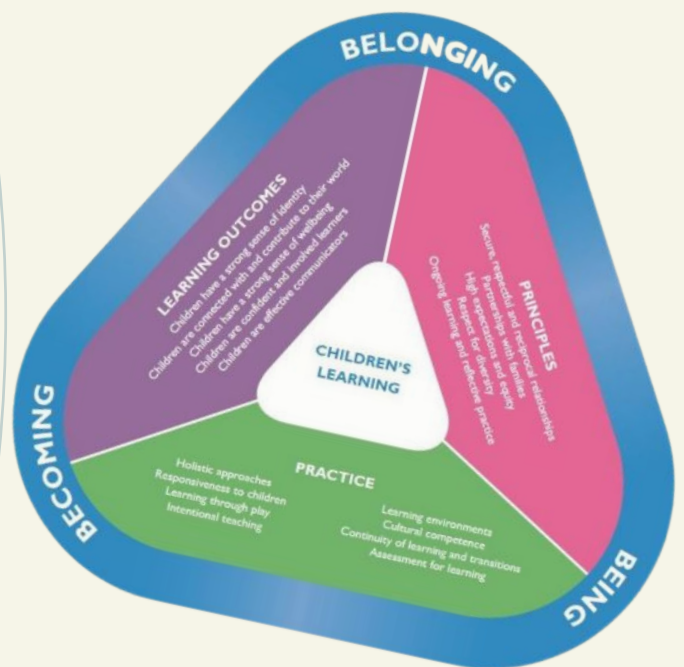 BELONGING
LEARNING OUTCOMES
Children have a strong sense of identity
Children are connected with and contribute to their world
Children have a strong sense of wellbeing
Children are confident and involved learners
Children are effective communicators
PRINCIPLES
Secure, respectful and reciprocal relationships
Partnerships with families
High expectations and equity
Respect for diversity
Ongoing learning and reflective practice
CHILDREN'S
LEARNING
PRACTICE
Holistic approaches
Responsiveness to children
Learning through play
Intentional teaching
Learning environments
Cultural competence
Continuity of learning and transitions
Assessment for learning
BECOMING
BEING